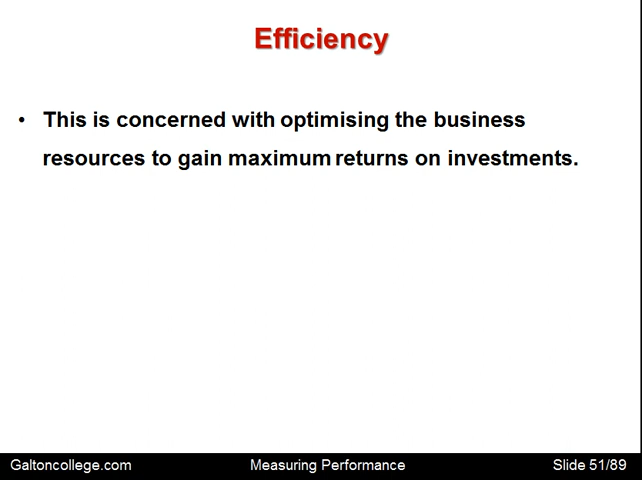 Efficiency
• This is concerned with optimising the business
resources to gain maximum returns on investments.
Galtoncollege.com Measuring Performance Slide 51/89